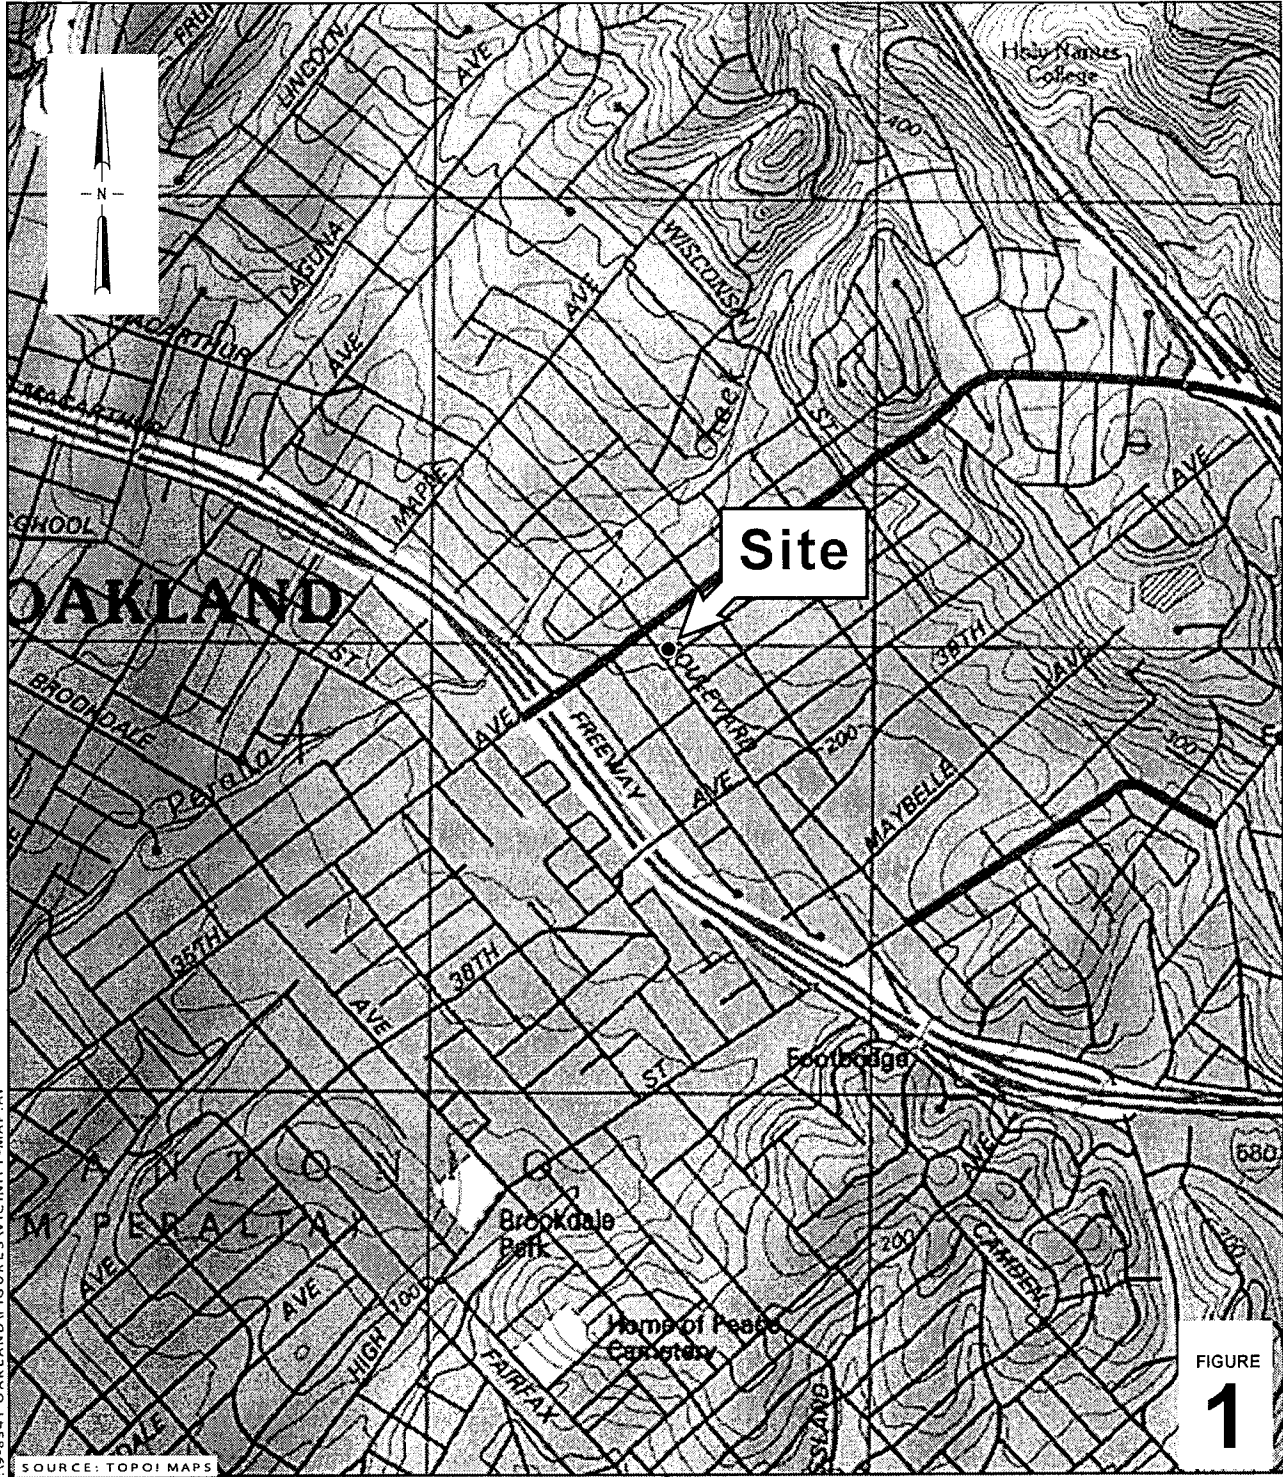 Holy Names
College
LINCOLN
AVE
400
N
LAGUNA
WISCONSIN
AVE
MACARTHUR
AVE
MACARTHUR
Creek
ST
MAPLE
AVE
SCHOOL
Site
OAKLAND
ST
38TH
AVE
BROOKDALE
BOULEVARD
AVE
FREEWAY
200
300
Peralta
AVE
MAYBELLE
35TH
38TH
AVE
Footbridge
ST
AVE
580
A N T O N I O
M PERALTA
Brookdale
Park
200
CAMDEN
AVE
AVE
100
HIGH
Home of Peace
Cemetery
FAIRFAX
FIGURE
1
SOURCE: TOPO! MAPS